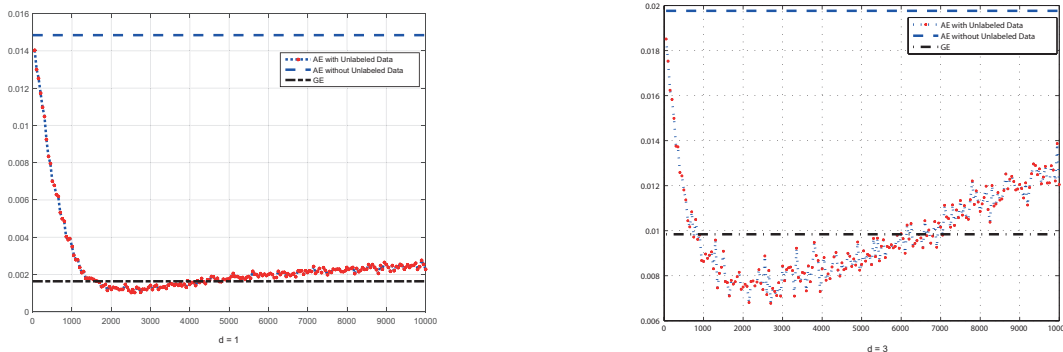 0.016
0.014
0.012
0.01
0.008
0.006
0.004
0.002
0
AE with Unlabeled Data
AE without Unlabeled Data
GE
0 1000 2000 3000 4000 5000 6000 7000 8000 9000 10000
d = 1
0.02
0.018
0.016
0.014
0.012
0.01
0.008
0.006
AE with Unlabeled Data
AE without Unlabeled Data
GE
0 1000 2000 3000 4000 5000 6000 7000 8000 9000 1000
d = 3